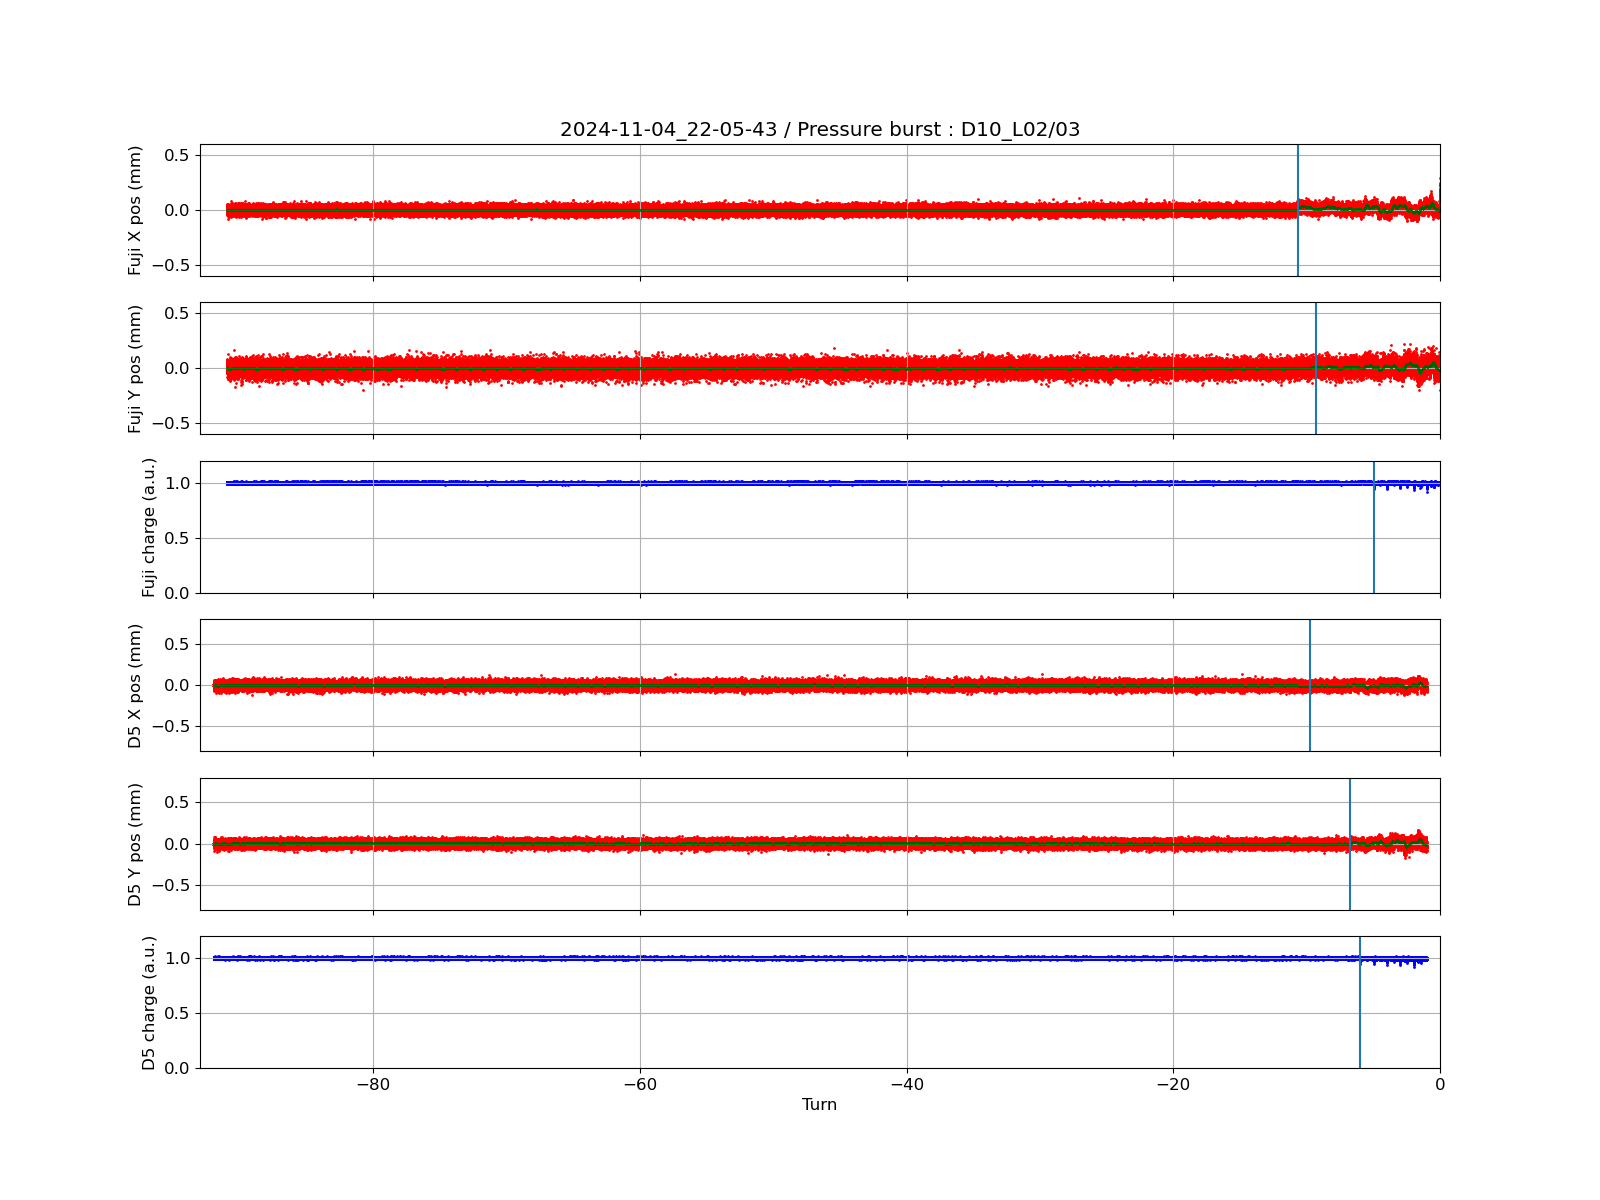 2024-11-04_22-05-43 / Pressure burst : D10_L02/03
Fuji X pos (mm)
0.5
0.0
−0.5
Fuji Y pos (mm)
0.5
0.0
−0.5
Fuji charge (a.u.)
1.0
0.5
0.0
D5 X pos (mm)
0.5
0.0
−0.5
D5 Y pos (mm)
0.5
0.0
−0.5
D5 charge (a.u.)
1.0
0.5
0.0
−80 −60 −40 −20 0
Turn